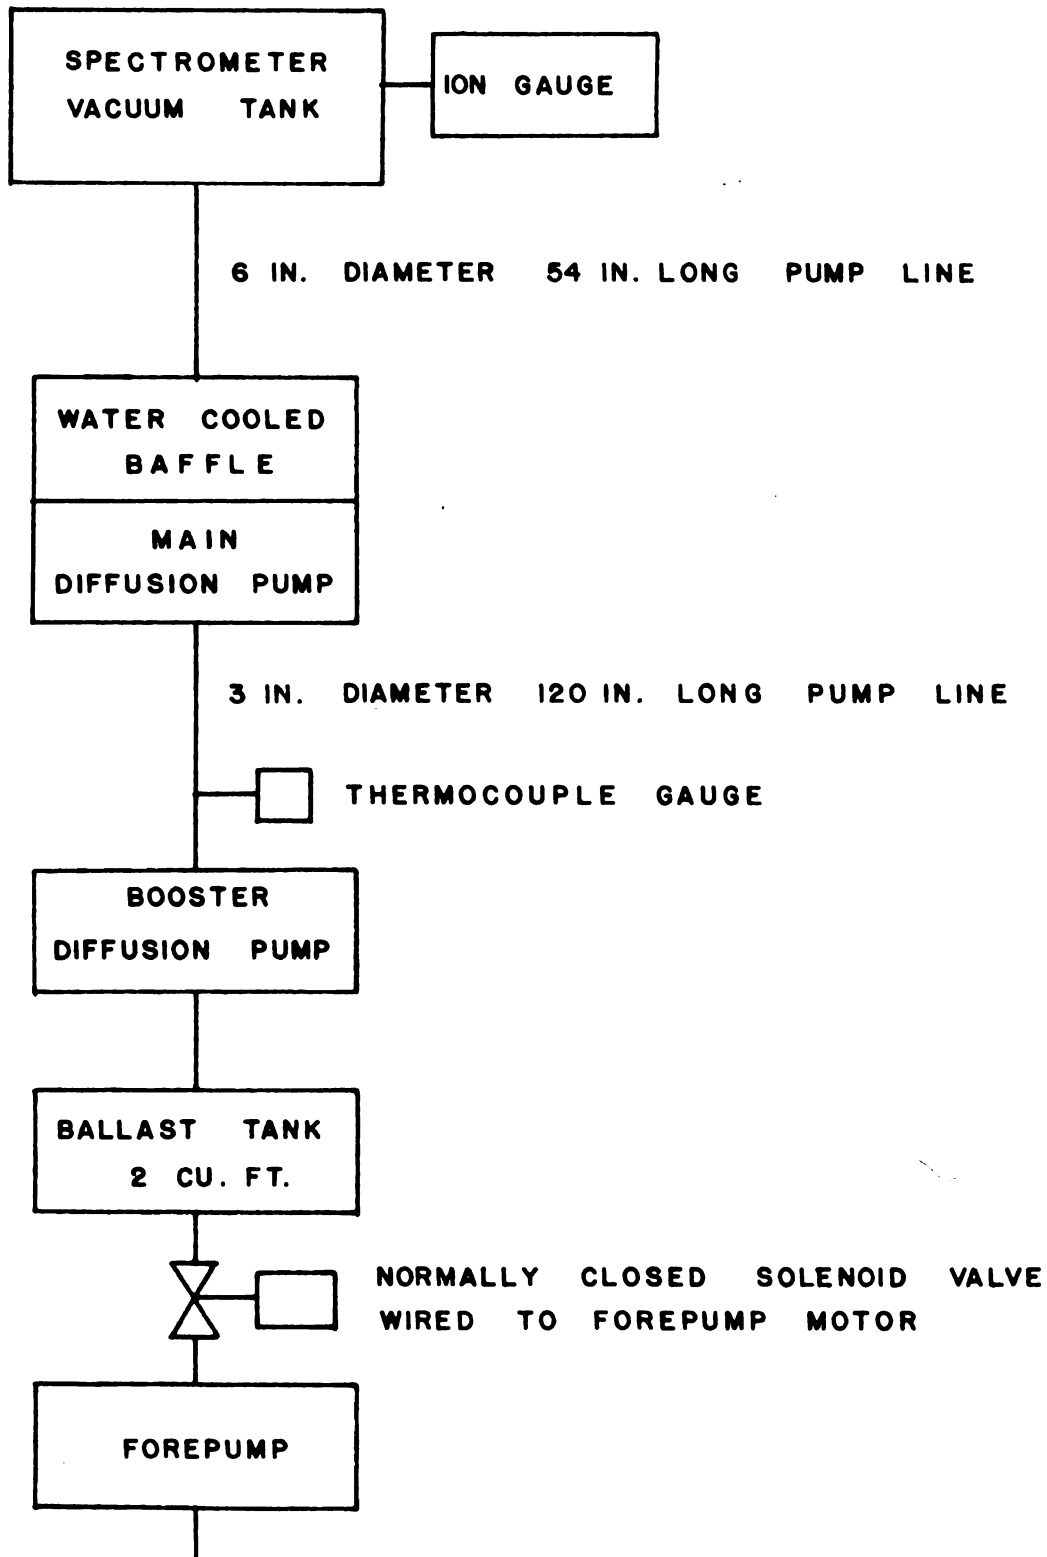 SPECTROMETER
VACUUM TANK
ION GAUGE
6 IN. DIAMETER 54 IN. LONG PUMP LINE
WATER COOLED
BAFFLE
MAIN
DIFFUSION PUMP
3 IN. DIAMETER 120 IN. LONG PUMP LINE
THERMOCOUPLE GAUGE
BOOSTER
DIFFUSION PUMP
BALLAST TANK
2 CU. FT.
NORMALLY CLOSED SOLENOID VALVE
WIRED TO FOREPUMP MOTOR
FOREPUMP